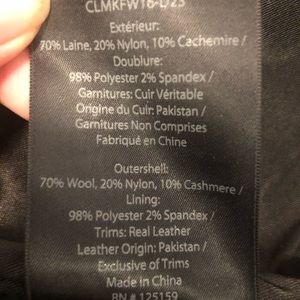 CLMKFW16-D23
Extérieur:
70% Laine, 20% Nylon, 10% Cachemire /
Doublure:
98% Polyester 2% Spandex /
Garnitures: Cuir Véritable
Origine du Cuir: Pakistan /
Garnitures Non Comprises
Fabriqué en Chine
Outershell:
70% Wool, 20% Nylon, 10% Cashmere /
Lining:
98% Polyester 2% Spandex /
Trims: Real Leather
Leather Origin: Pakistan /
Exclusive of Trims
Made in China
RN # 125159